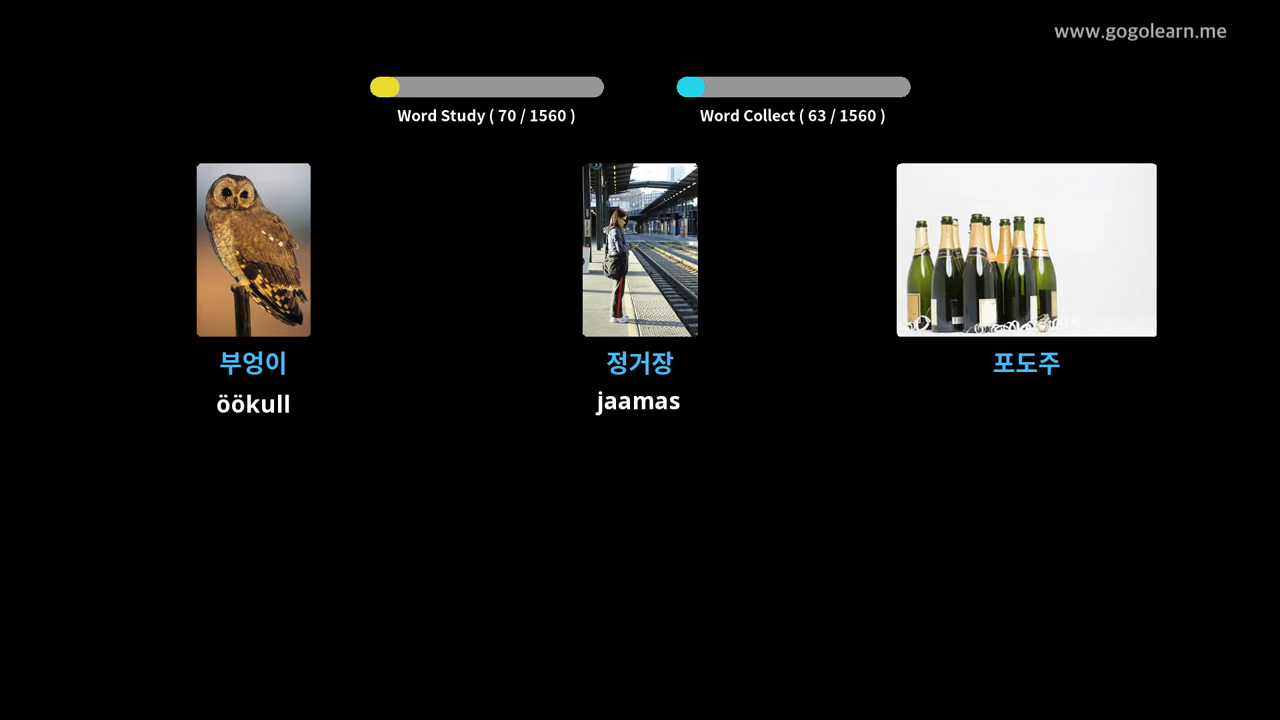 www.gogolearn.me
Word Study ( 70 / 1560 )
Word Collect ( 63 / 1560 )
부엉이
정거장
포도주
öökull
jaamas